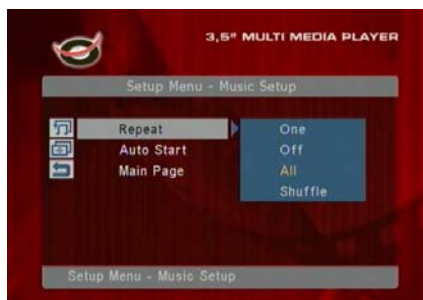 3,5" MULTI MEDIA PLAYER
Setup Menu - Music Setup
Repeat
Auto Start
Main Page
One
Off
All
Shuffle
Setup Menu - Music Setup